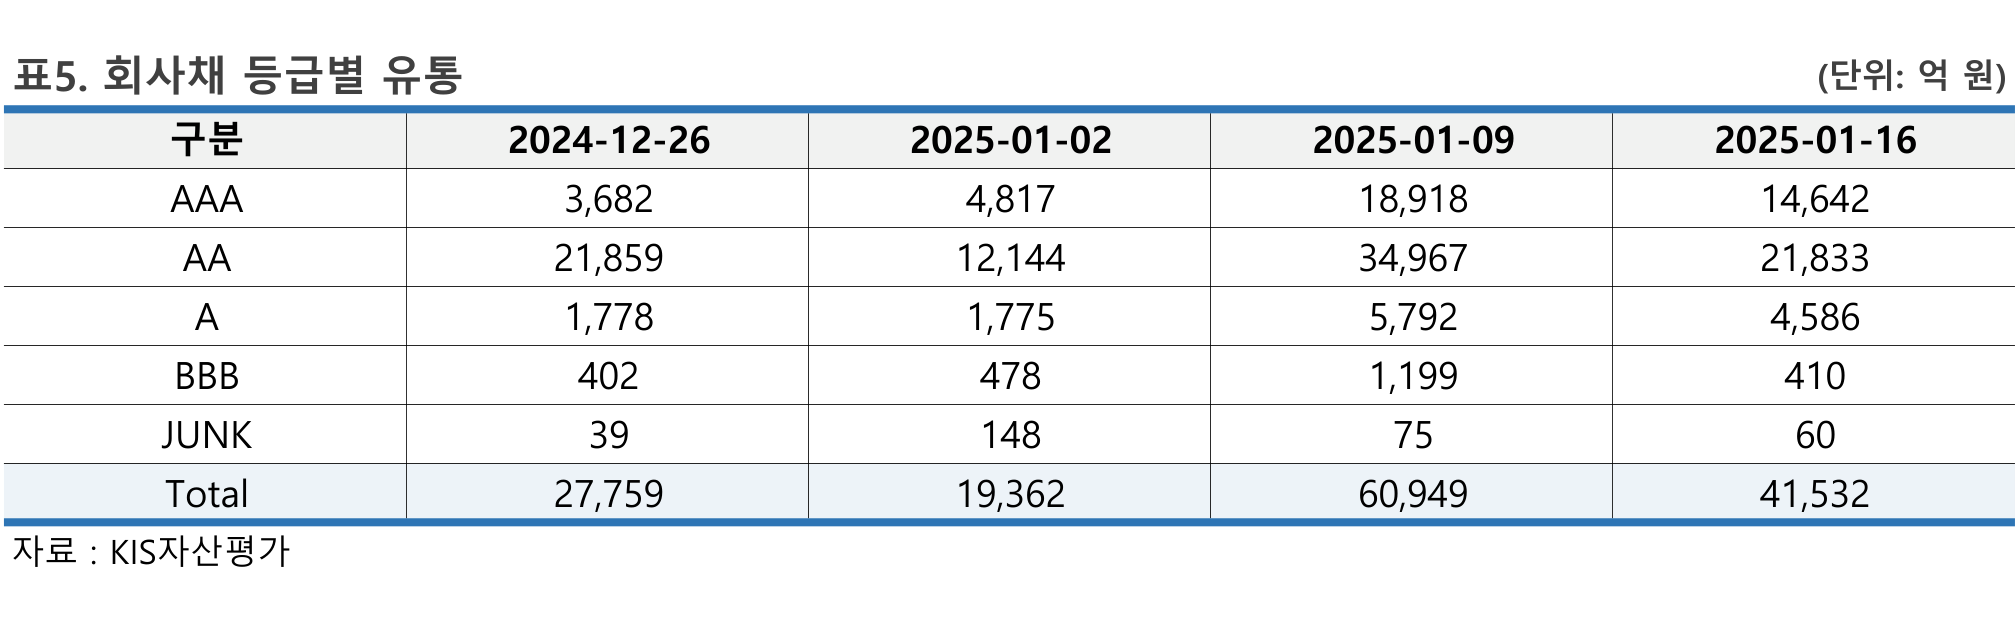 표5. 회사채 등급별 유통 (단위: 억 원)
구분 2024-12-26 2025-01-02 2025-01-09 2025-01-16
AAA 3,682 4,817 18,918 14,642
AA 21,859 12,144 34,967 21,833
A 1,778 1,775 5,792 4,586
BBB 402 478 1,199 410
JUNK 39 148 75 60
Total 27,759 19,362 60,949 41,532
자료 : KIS자산평가